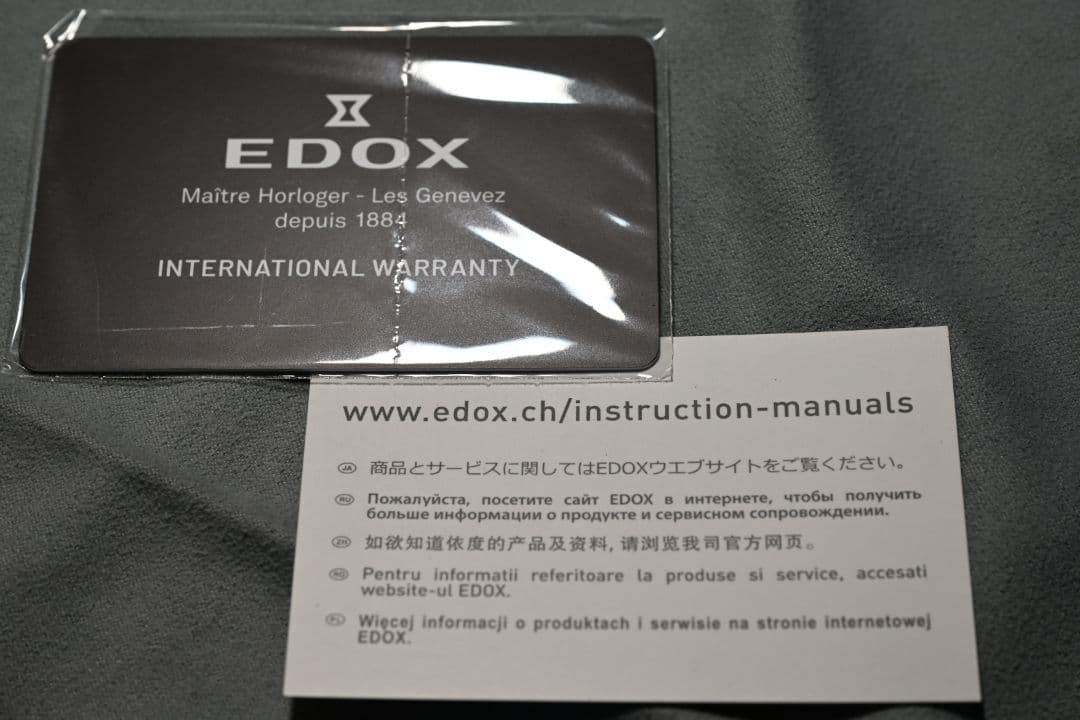 EDOX
Maître Horloger - Les Genevez
depuis 1884
INTERNATIONAL WARRANTY
www.edox.ch/instruction-manuals
JA 商品とサービスに関してはEDOXウエブサイトをご覧ください。
RU Пожалуйста, посетите сайт EDOX в интернете, чтобы получить
больше информации о продукте и сервисном сопровождении.
ZH 如欲知道依度的产品及资料, 请浏览我司官方网页。
RO Pentru informatii referitoare la produse si service, accesati
website-ul EDOX.
PL Więcej informacji o produktach i serwisie na stronie internetowej
EDOX.